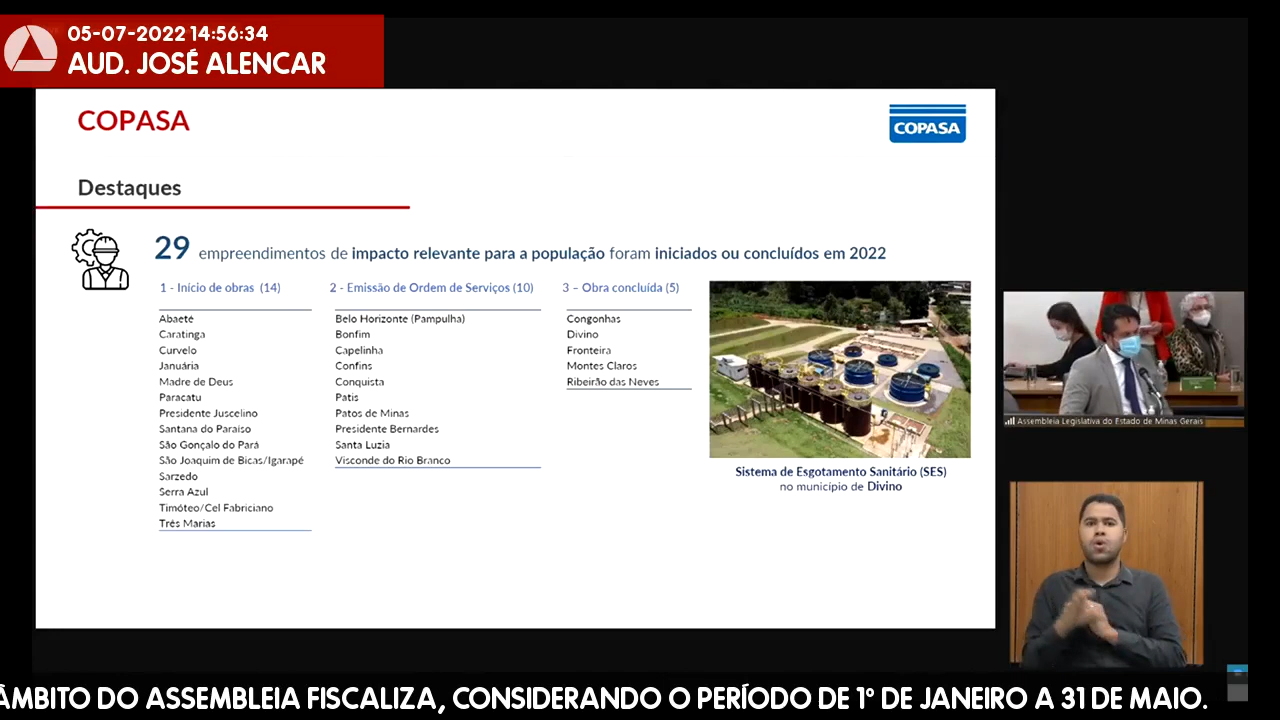 05-07-2022 14:56:34
AUD. JOSÉ ALENCAR
COPASA
COPASA
Destaques
29 empreendimentos de impacto relevante para a população foram iniciados ou concluídos em 2022
1 - Início de obras (14)
Abaeté
Caratinga
Curvelo
Januária
Madre de Deus
Paracatu
Presidente Juscelino
Santana do Paraíso
São Gonçalo do Pará
São Joaquim de Bicas/Igarapé
Sarzedo
Serra Azul
Timóteo/Cel Fabriciano
Três Marias
2 - Emissão de Ordem de Serviços (10)
Belo Horizonte (Pampulha)
Bonfim
Capelinha
Confins
Conquista
Patis
Patos de Minas
Presidente Bernardes
Santa Luzia
Visconde do Rio Branco
3 – Obra concluída (5)
Congonhas
Divino
Fronteira
Montes Claros
Ribeirão das Neves
Sistema de Esgotamento Sanitário (SES)
no município de Divino
Assembleia Legislativa do Estado de Minas Gerais
ÂMBITO DO ASSEMBLEIA FISCALIZA, CONSIDERANDO O PERÍODO DE 1º DE JANEIRO A 31 DE MAIO.